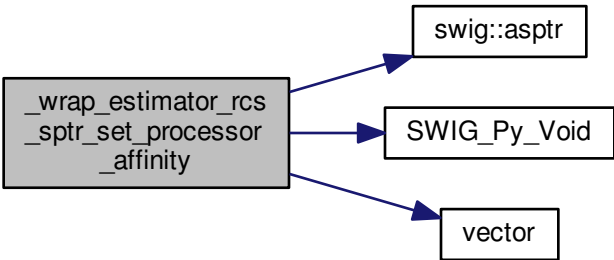 _wrap_estimator_rcs
_sptr_set_processor
_affinity
swig::asptr
SWIG_Py_Void
vector